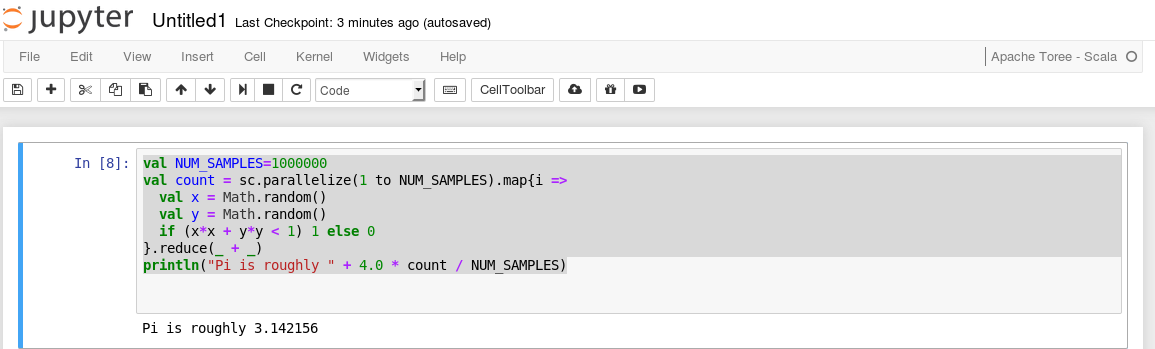 jupyter Untitled1 Last Checkpoint: 3 minutes ago (autosaved)
File Edit View Insert Cell Kernel Widgets Help Apache Toree - Scala
Code CellToolbar
In [8]: val NUM_SAMPLES=1000000
val count = sc.parallelize(1 to NUM_SAMPLES).map{i =>
  val x = Math.random()
  val y = Math.random()
  if (x*x + y*y < 1) 1 else 0
}.reduce(_ + _)
println("Pi is roughly " + 4.0 * count / NUM_SAMPLES)
Pi is roughly 3.142156